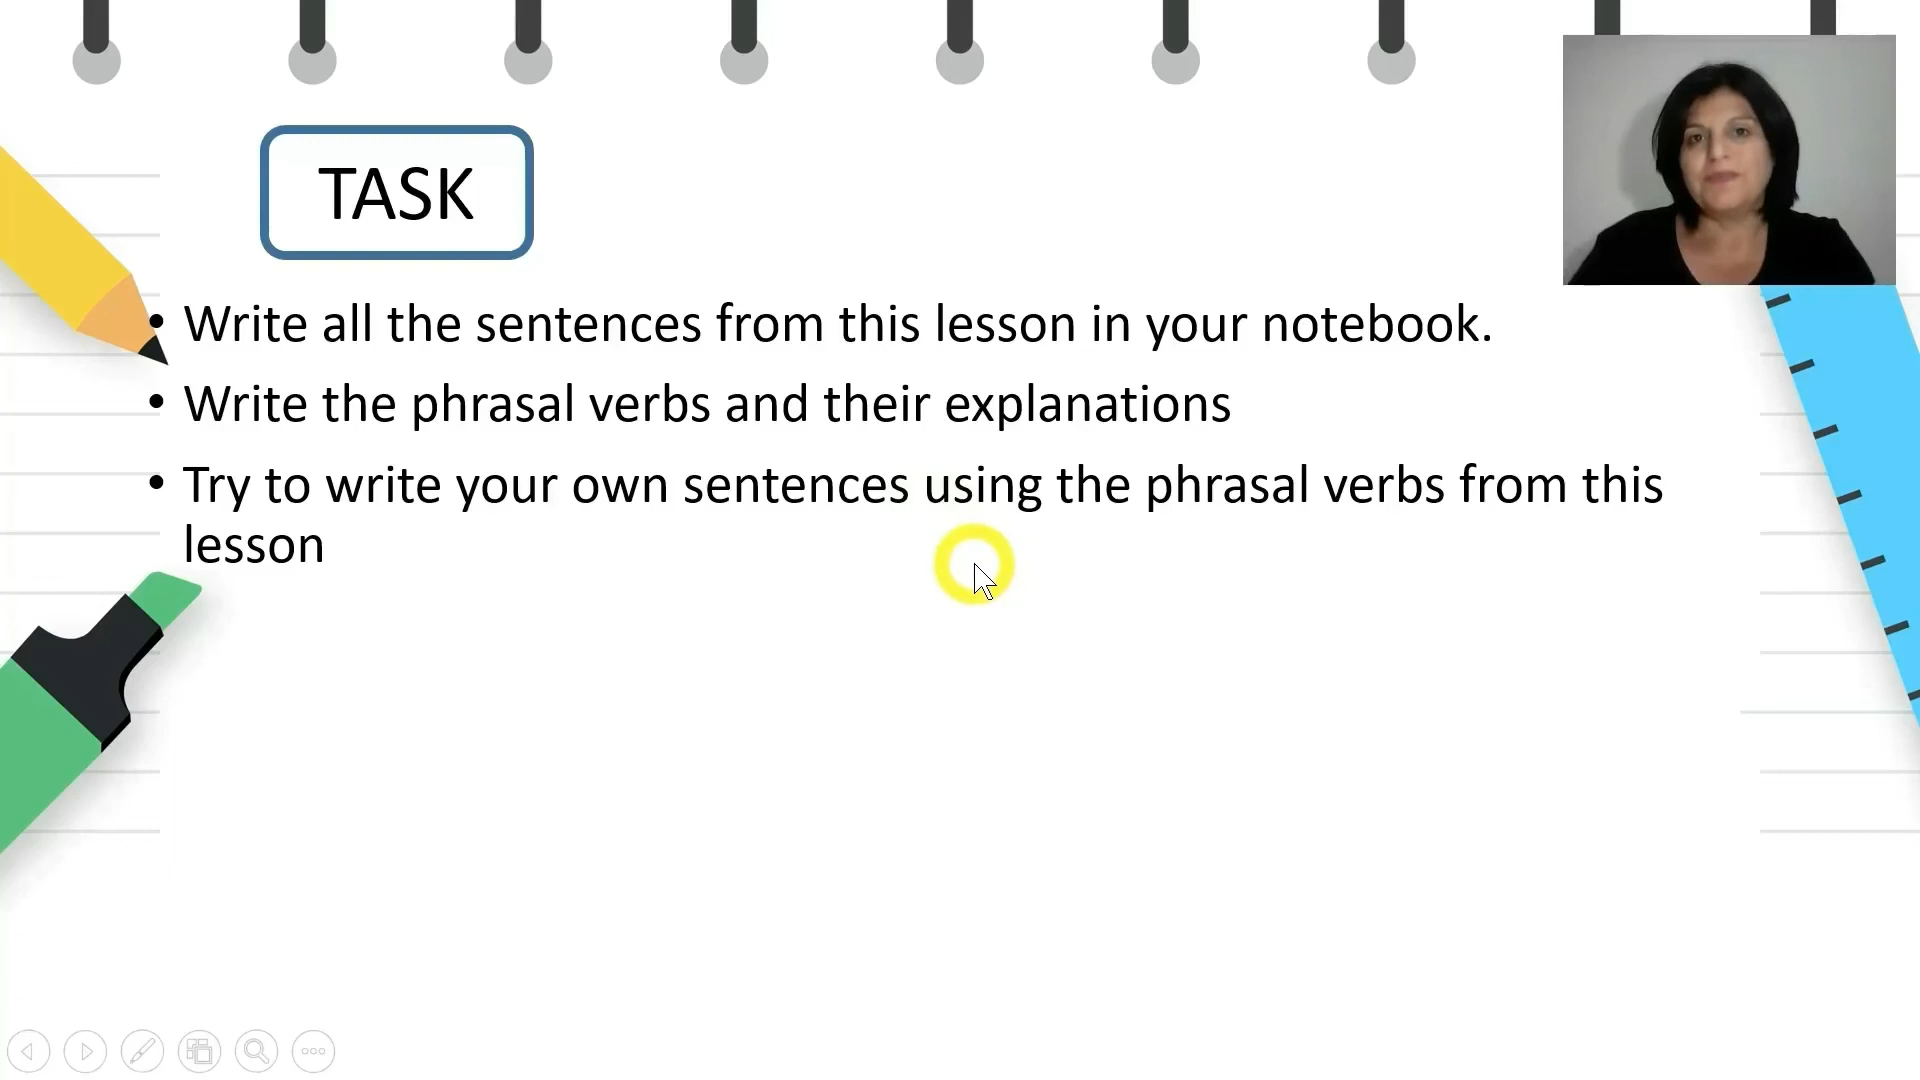 TASK
• Write all the sentences from this lesson in your notebook.
• Write the phrasal verbs and their explanations
• Try to write your own sentences using the phrasal verbs from this
lesson